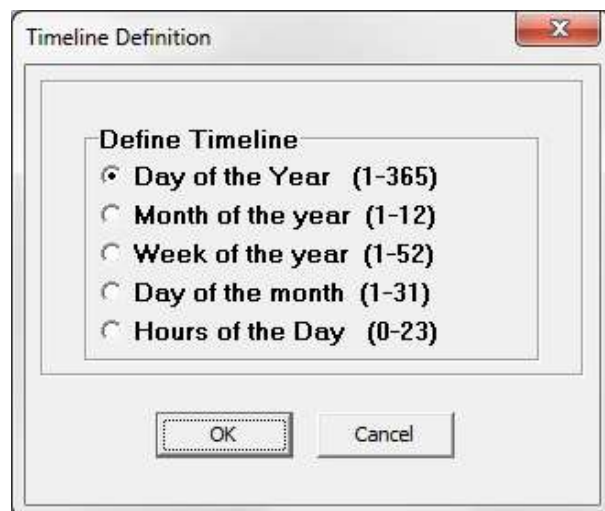 Timeline Definition
Define Timeline
Day of the Year (1-365)
Month of the year (1-12)
Week of the year (1-52)
Day of the month (1-31)
Hours of the Day (0-23)
OK
Cancel